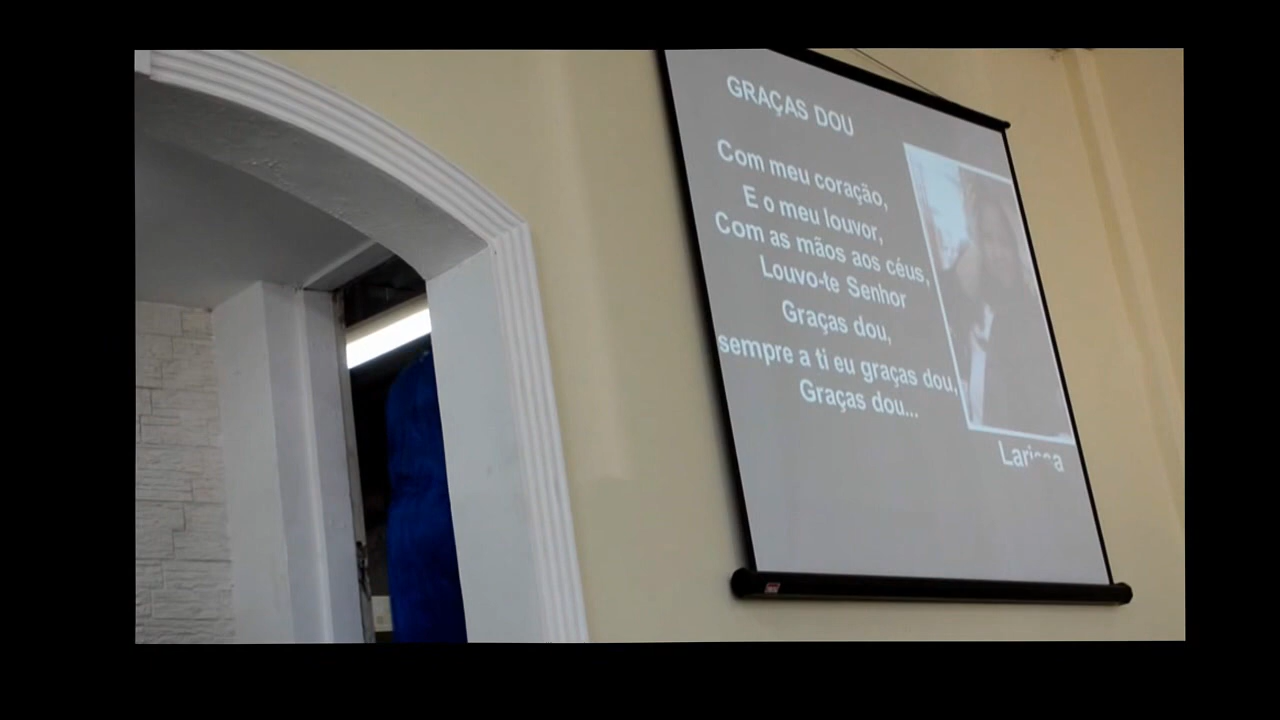 GRAÇAS DOU
Com meu coração,
E o meu louvor,
Com as mãos aos céus,
Louvo-te Senhor
Graças dou,
sempre a ti eu graças dou,
Graças dou...